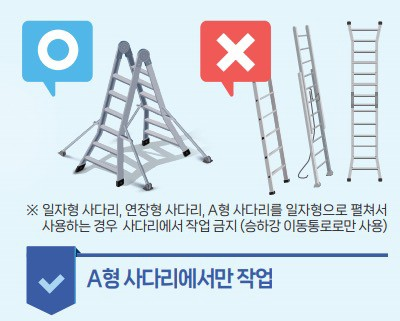 ※ 일자형 사다리, 연장형 사다리, A형 사다리를 일자형으로 펼쳐서
사용하는 경우 사다리에서 작업 금지 (승하강 이동통로로만 사용)
A형 사다리에서만 작업